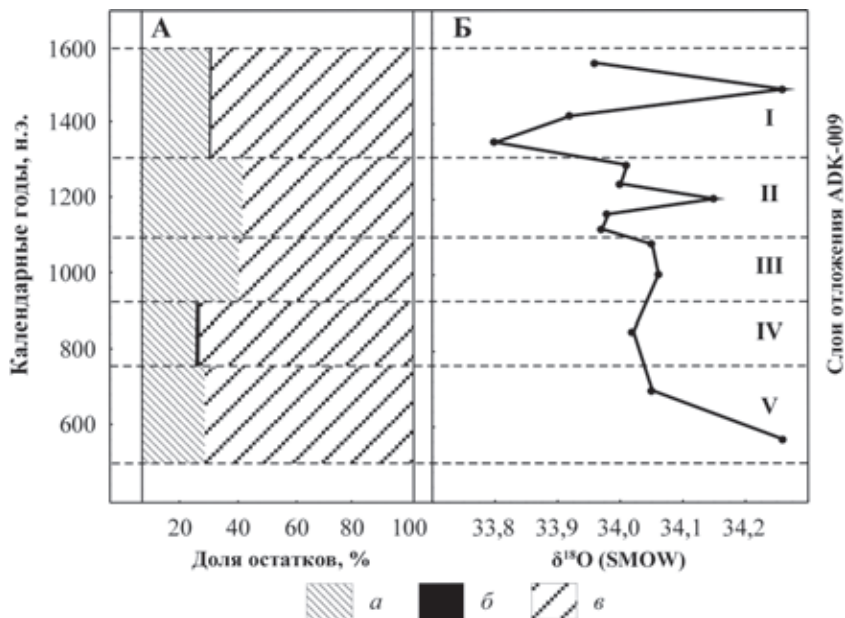 А
Б
Календарные годы, н.э.
1600
1400
1200
1000
800
600
I
II
III
IV
V
Слои отложения ADK-009
20 40 60 80 100
33,8 33,9 34,0 34,1 34,2
Доля остатков, %
δ¹⁸O (SMOW)
а б в